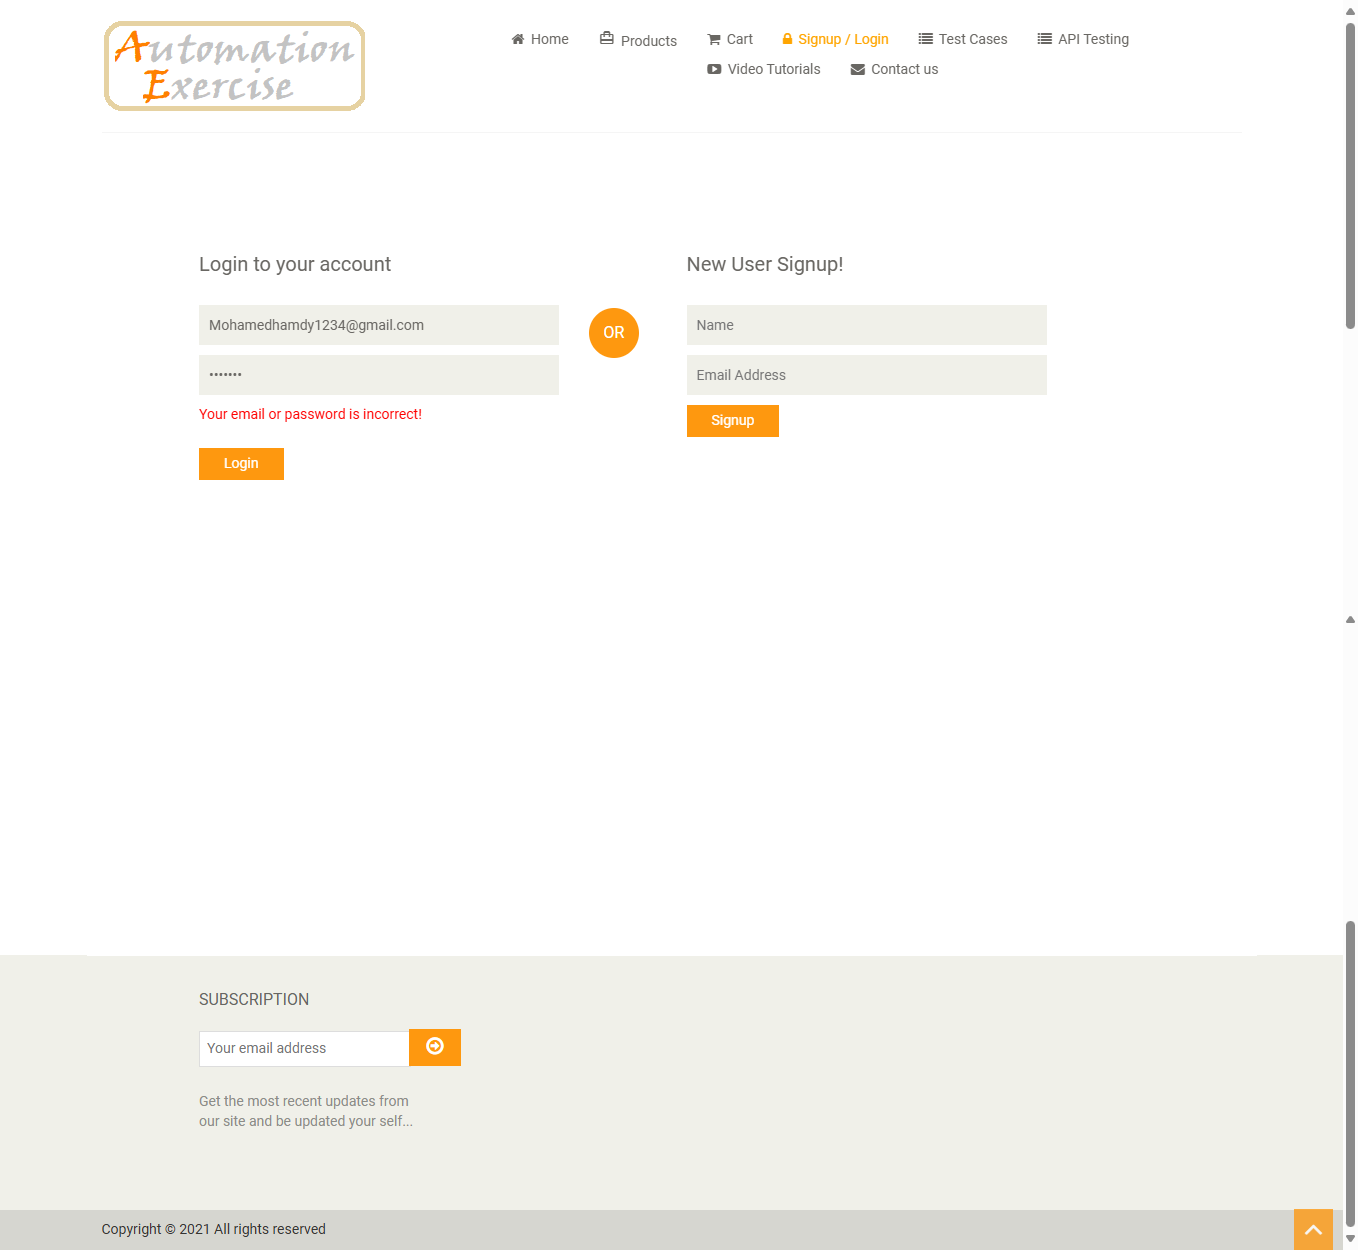 Automation
Exercise
Home
Products
Cart
Signup / Login
Test Cases
API Testing
Video Tutorials
Contact us
Login to your account
Mohamedhamdy1234@gmail.com
•••••••
Your email or password is incorrect!
Login
OR
New User Signup!
Name
Email Address
Signup
SUBSCRIPTION
Your email address
Get the most recent updates from
our site and be updated your self...
Copyright © 2021 All rights reserved